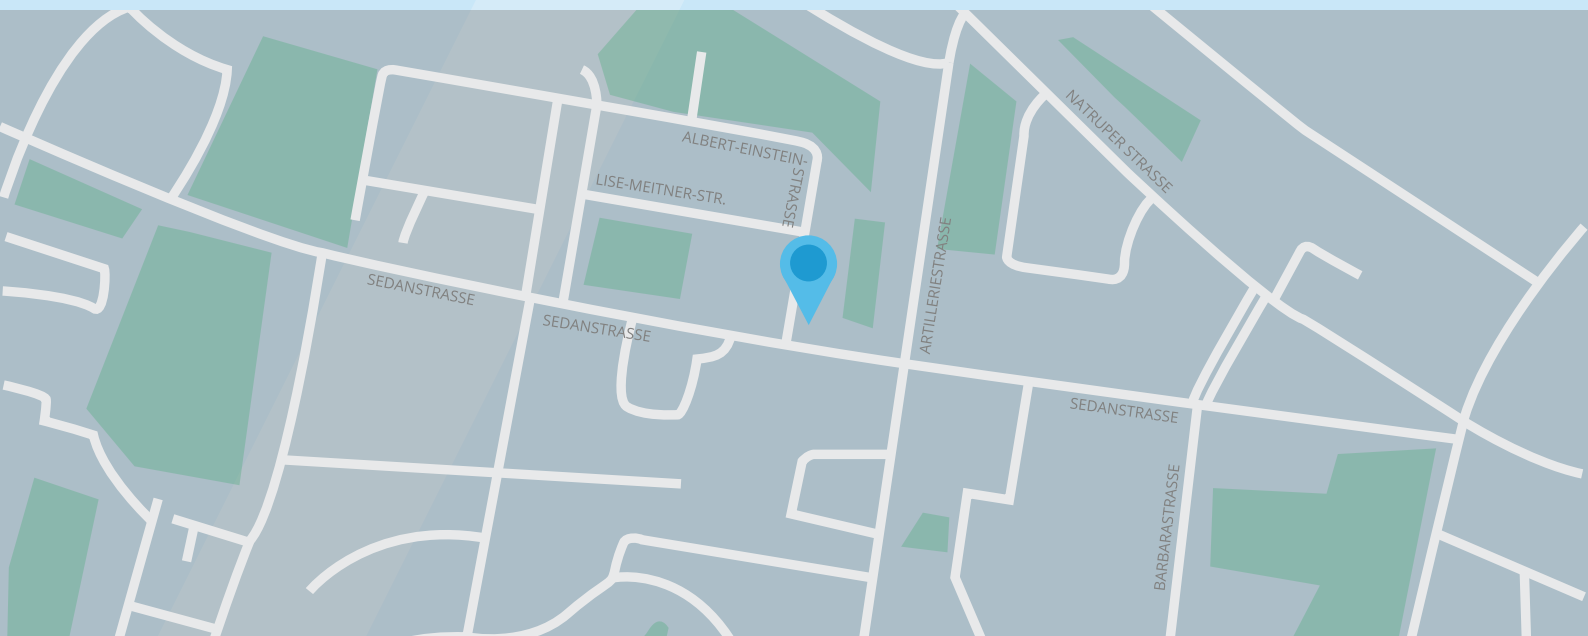 NATRUPER STRASSE
ALBERT-EINSTEIN-
STRASSE
LISE-MEITNER-STR.
ARTILLERIESTRASSE
SEDANSTRASSE
SEDANSTRASSE
SEDANSTRASSE
BARBARASTRASSE